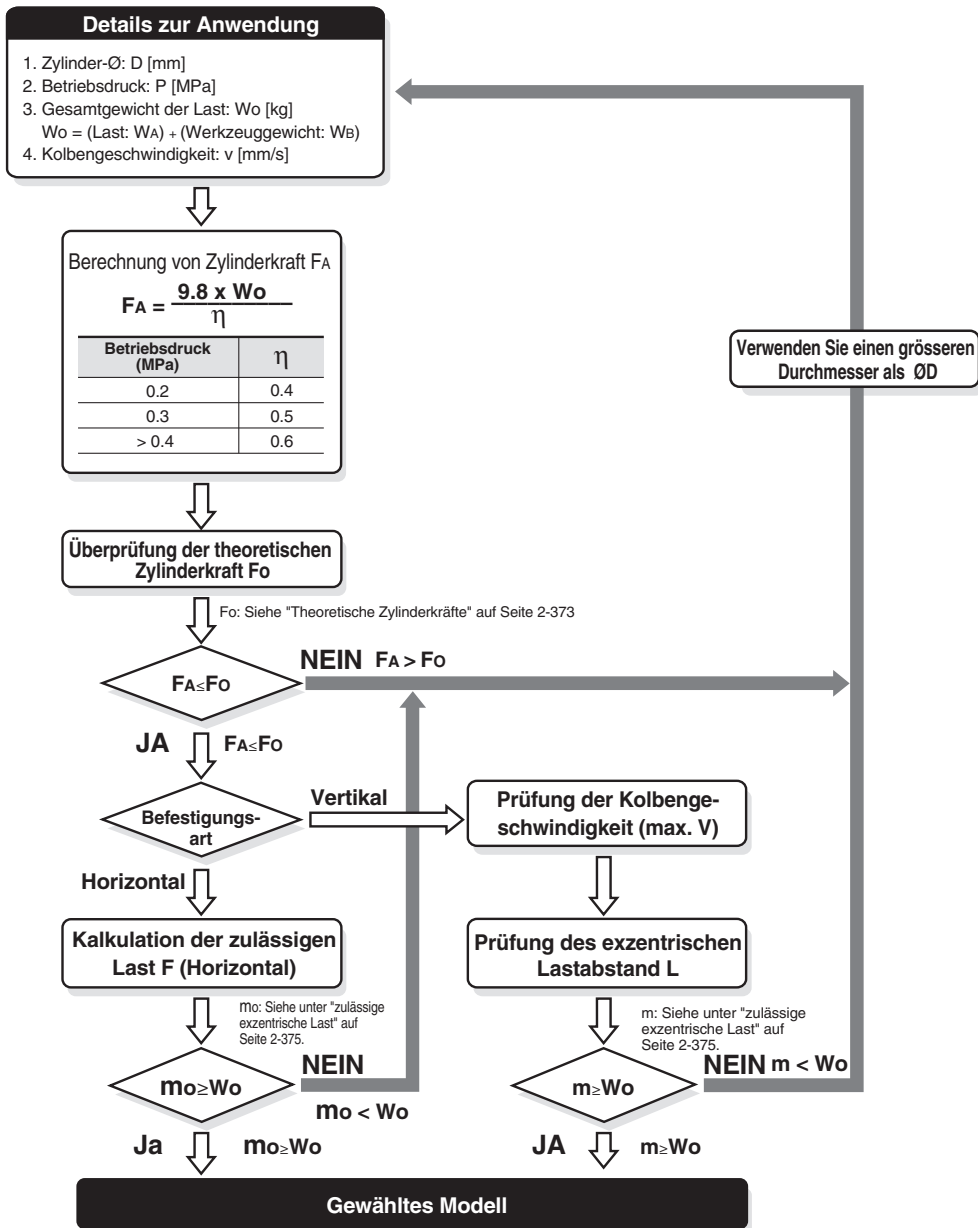 Details zur Anwendung
1. Zylinder-Ø: D [mm]
2. Betriebsdruck: P [MPa]
3. Gesamtgewicht der Last: Wo [kg]
Wo = (Last: WA) + (Werkzeuggewicht: WB)
4. Kolbengeschwindigkeit: v [mm/s]
Berechnung von Zylinderkraft FA
FA = 9.8 x Wo
η
Betriebsdruck
(MPa)
η
0.2 0.4
0.3 0.5
> 0.4 0.6
Verwenden Sie einen grösseren
Durchmesser als ØD
Überprüfung der theoretischen
Zylinderkraft Fo
Fo: Siehe "Theoretische Zylinderkräfte" auf Seite 2-373
NEIN FA > FO
FA≤FO
JA FA≤FO
Befestigungs-
art
Vertikal
Prüfung der Kolbenge-
schwindigkeit (max. V)
Horizontal
Kalkulation der zulässigen
Last F (Horizontal)
Prüfung des exzentrischen
Lastabstand L
mo: Siehe unter "zulässige
exzentrische Last" auf
Seite 2-375.
m: Siehe unter "zulässige
exzentrische Last" auf
Seite 2-375.
mo≥Wo
NEIN
mo < Wo
m≥Wo
NEIN m < Wo
Ja mo≥Wo
JA m≥Wo
Gewähltes Modell